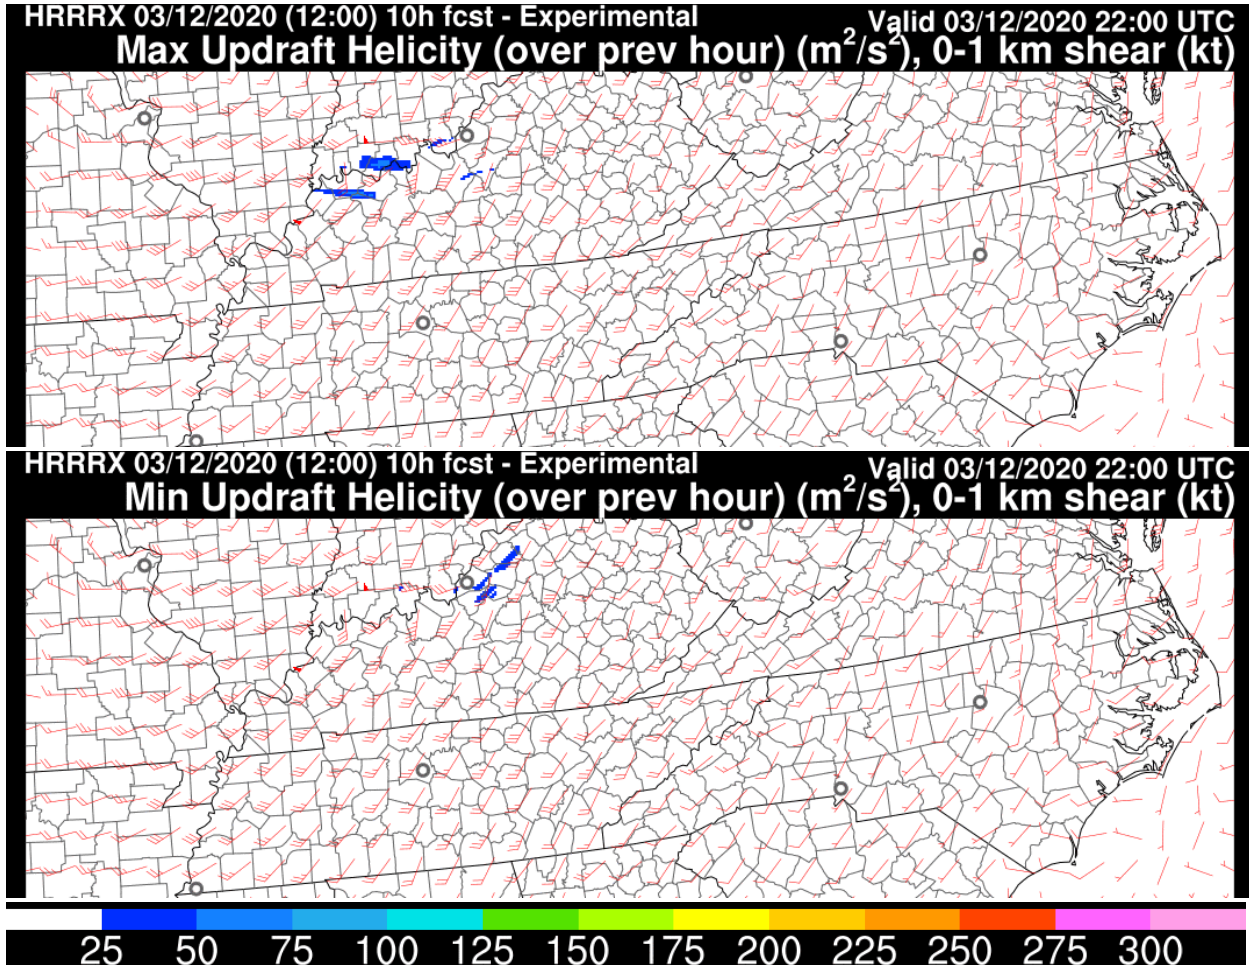 HRRRX 03/12/2020 (12:00) 10h fcst - Experimental Valid 03/12/2020 22:00 UTC
Max Updraft Helicity (over prev hour) (m²/s²), 0-1 km shear (kt)
HRRRX 03/12/2020 (12:00) 10h fcst - Experimental Valid 03/12/2020 22:00 UTC
Min Updraft Helicity (over prev hour) (m²/s²), 0-1 km shear (kt)
25 50 75 100 125 150 175 200 225 250 275 300